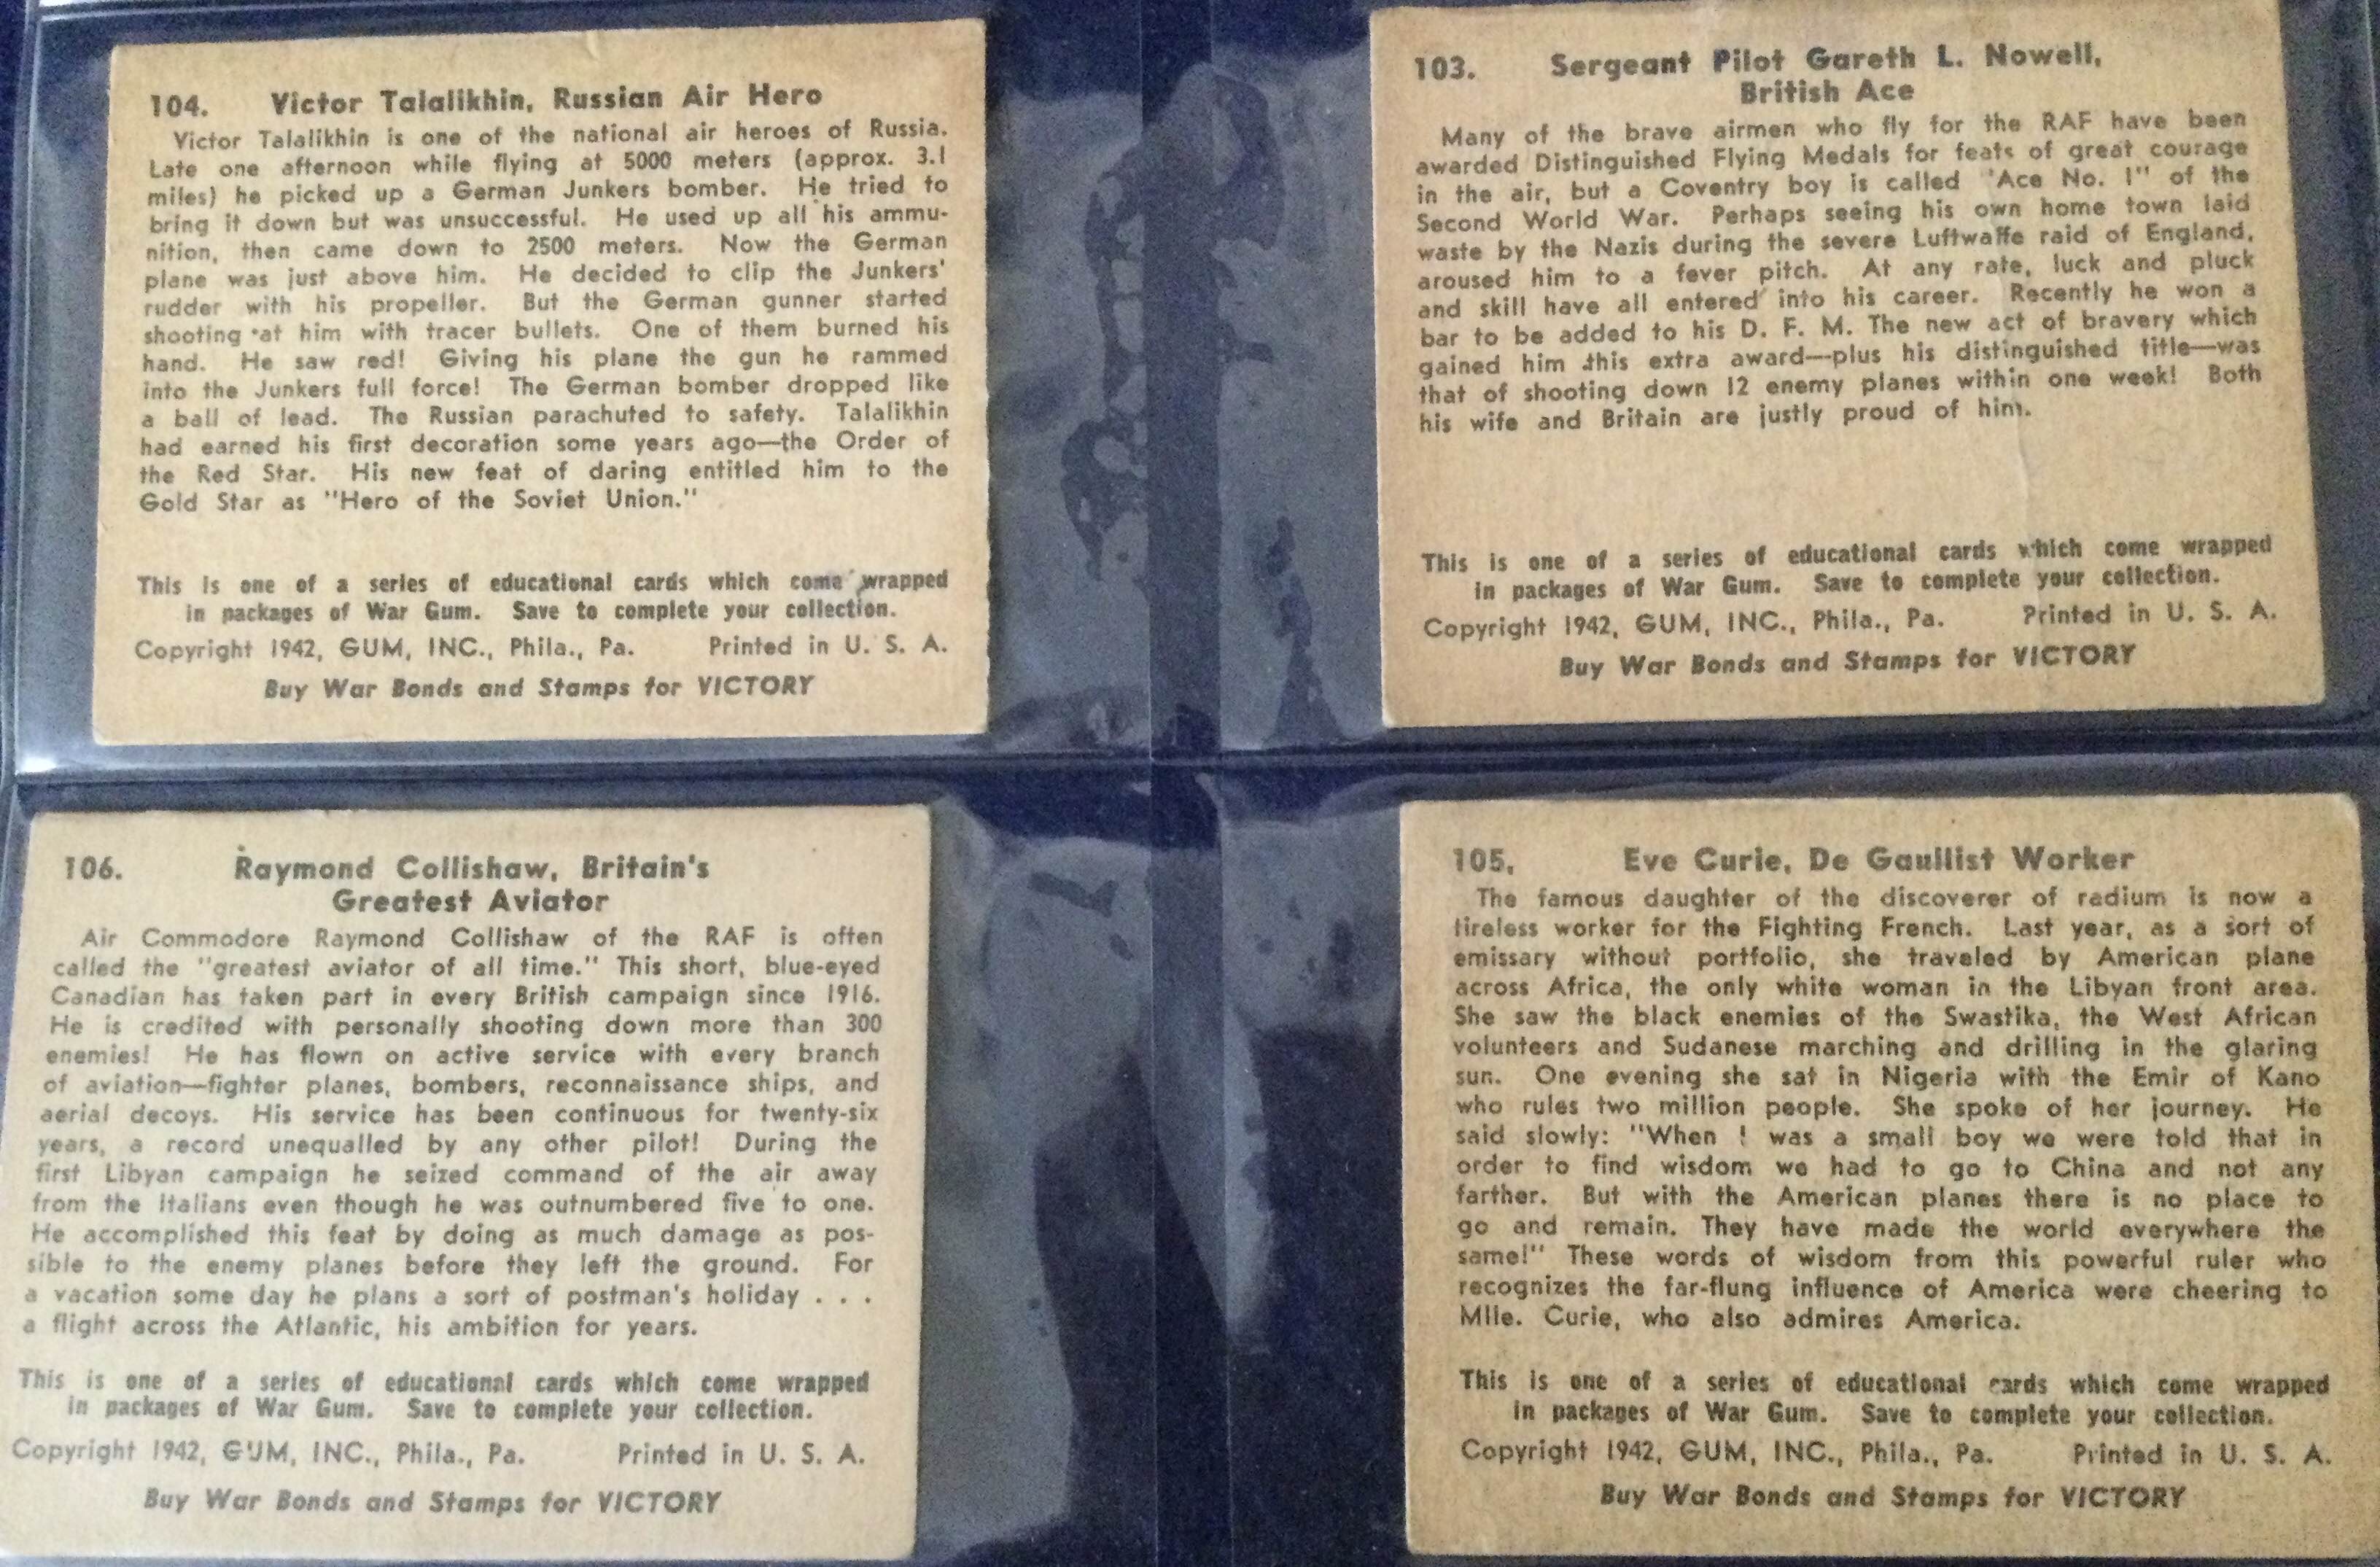 104. Victor Talalikhin, Russian Air Hero
Victor Talalikhin is one of the national air heroes of Russia.
Late one afternoon while flying at 5000 meters (approx. 3.1
miles) he picked up a German Junkers bomber. He tried to
bring it down but was unsuccessful. He used up all his ammu-
nition, then came down to 2500 meters. Now the German
plane was just above him. He decided to clip the Junkers'
rudder with his propeller. But the German gunner started
shooting at him with tracer bullets. One of them burned his
hand. He saw red! Giving his plane the gun he rammed
into the Junkers full force! The German bomber dropped like
a ball of lead. The Russian parachuted to safety. Talalikhin
had earned his first decoration some years ago—the Order of
the Red Star. His new feat of daring entitled him to the
Gold Star as "Hero of the Soviet Union."
This is one of a series of educational cards which come wrapped
in packages of War Gum. Save to complete your collection.
Copyright 1942, GUM, INC., Phila., Pa. Printed in U. S. A.
Buy War Bonds and Stamps for VICTORY
103. Sergeant Pilot Gareth L. Nowell,
British Ace
Many of the brave airmen who fly for the RAF have been
awarded Distinguished Flying Medals for feats of great courage
in the air, but a Coventry boy is called 'Ace No. 1" of the
Second World War. Perhaps seeing his own home town laid
waste by the Nazis during the severe Luftwaffe raid of England,
aroused him to a fever pitch. At any rate, luck and pluck
and skill have all entered into his career. Recently he won a
bar to be added to his D. F. M. The new act of bravery which
gained him this extra award—plus his distinguished title—was
that of shooting down 12 enemy planes within one week! Both
his wife and Britain are justly proud of him.
This is one of a series of educational cards which come wrapped
in packages of War Gum. Save to complete your collection.
Copyright 1942, GUM, INC., Phila., Pa. Printed in U. S. A.
Buy War Bonds and Stamps for VICTORY
106. Raymond Collishaw, Britain's
Greatest Aviator
Air Commodore Raymond Collishaw of the RAF is often
called the "greatest aviator of all time." This short, blue-eyed
Canadian has taken part in every British campaign since 1916.
He is credited with personally shooting down more than 300
enemies! He has flown on active service with every branch
of aviation—fighter planes, bombers, reconnaissance ships, and
aerial decoys. His service has been continuous for twenty-six
years, a record unequalled by any other pilot! During the
first Libyan campaign he seized command of the air away
from the Italians even though he was outnumbered five to one.
He accomplished this feat by doing as much damage as pos-
sible to the enemy planes before they left the ground. For
a vacation some day he plans a sort of postman's holiday . . .
a flight across the Atlantic, his ambition for years.
This is one of a series of educational cards which come wrapped
in packages of War Gum. Save to complete your collection.
Copyright 1942, GUM, INC., Phila., Pa. Printed in U. S. A.
Buy War Bonds and Stamps for VICTORY
105. Eve Curie, De Gaullist Worker
The famous daughter of the discoverer of radium is now a
tireless worker for the Fighting French. Last year, as a sort of
emissary without portfolio, she traveled by American plane
across Africa, the only white woman in the Libyan front area.
She saw the black enemies of the Swastika, the West African
volunteers and Sudanese marching and drilling in the glaring
sun. One evening she sat in Nigeria with the Emir of Kano
who rules two million people. She spoke of her journey. He
said slowly: "When I was a small boy we were told that in
order to find wisdom we had to go to China and not any
farther. But with the American planes there is no place to
go and remain. They have made the world everywhere the
same!" These words of wisdom from this powerful ruler who
recognizes the far-flung influence of America were cheering to
Mlle. Curie, who also admires America.
This is one of a series of educational cards which come wrapped
in packages of War Gum. Save to complete your collection.
Copyright 1942, GUM, INC., Phila., Pa. Printed in U. S. A.
Buy War Bonds and Stamps for VICTORY